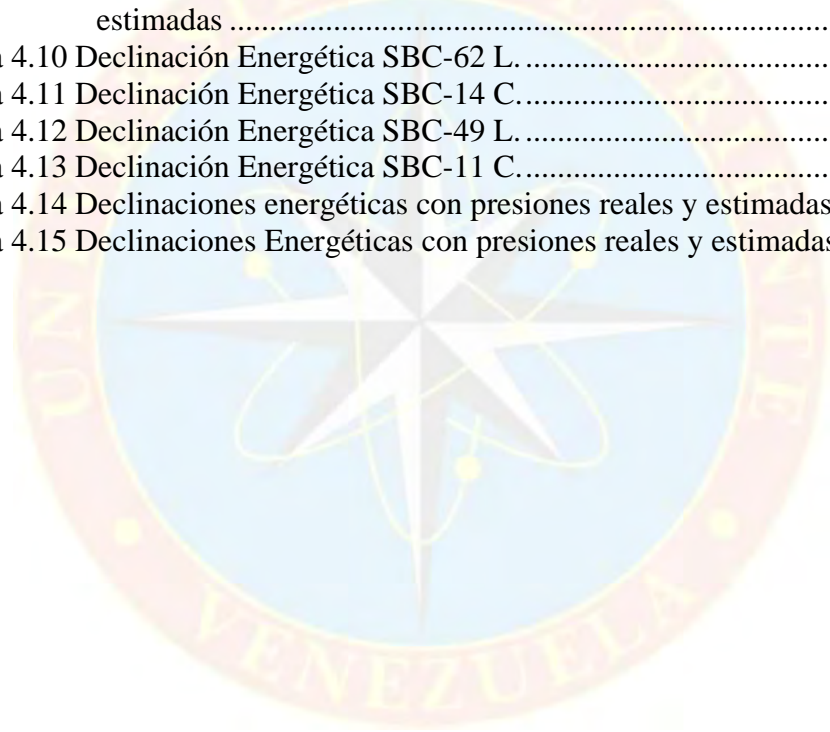 estimadas ....................................................................................................
a 4.10 Declinación Energética SBC-62 L. ..................................................
a 4.11 Declinación Energética SBC-14 C...................................................
a 4.12 Declinación Energética SBC-49 L. ..................................................
a 4.13 Declinación Energética SBC-11 C...................................................
a 4.14 Declinaciones energéticas con presiones reales y estimadas
a 4.15 Declinaciones Energéticas con presiones reales y estimadas
UNI
ORIENTE
VENEZUELA